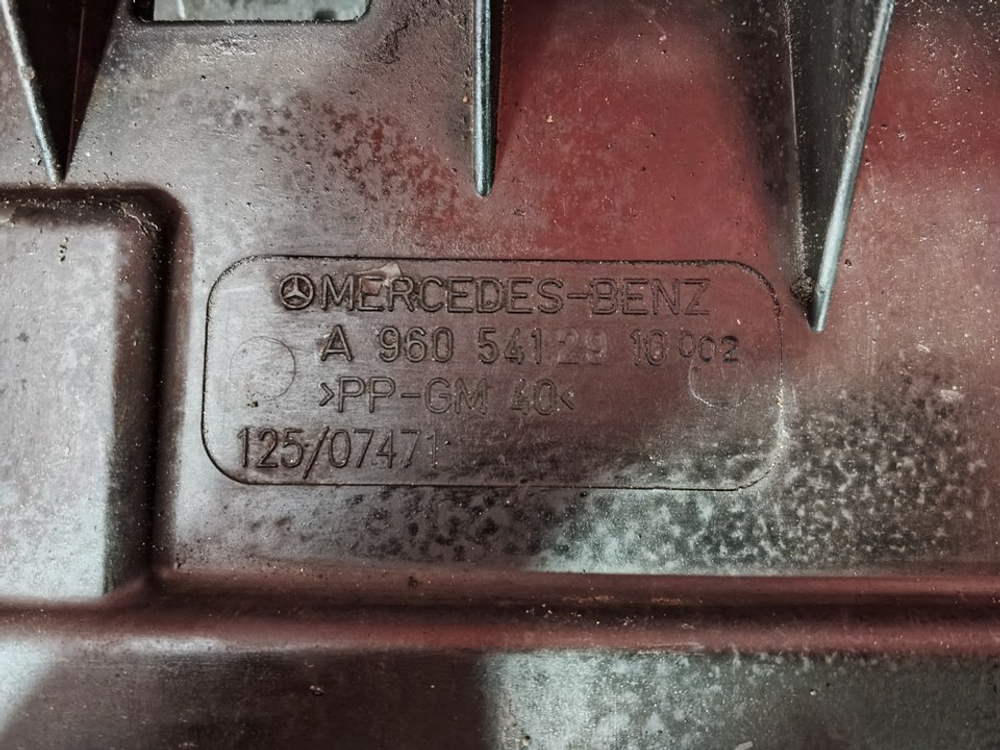 MERCEDES-BENZ
A 960 541 29 10 002
>PP-GM 40<
125/07471